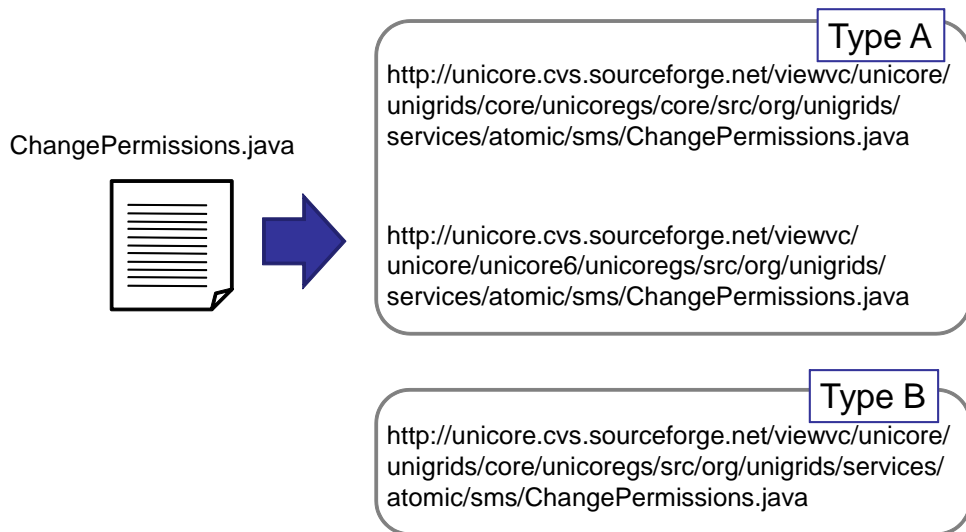 ChangePermissions.java
Type A
http://unicore.cvs.sourceforge.net/viewvc/unicore/
unigrids/core/unicoregs/core/src/org/unigrids/
services/atomic/sms/ChangePermissions.java
http://unicore.cvs.sourceforge.net/viewvc/
unicore/unicore6/unicoregs/src/org/unigrids/
services/atomic/sms/ChangePermissions.java
Type B
http://unicore.cvs.sourceforge.net/viewvc/unicore/
unigrids/core/unicoregs/src/org/unigrids/services/
atomic/sms/ChangePermissions.java